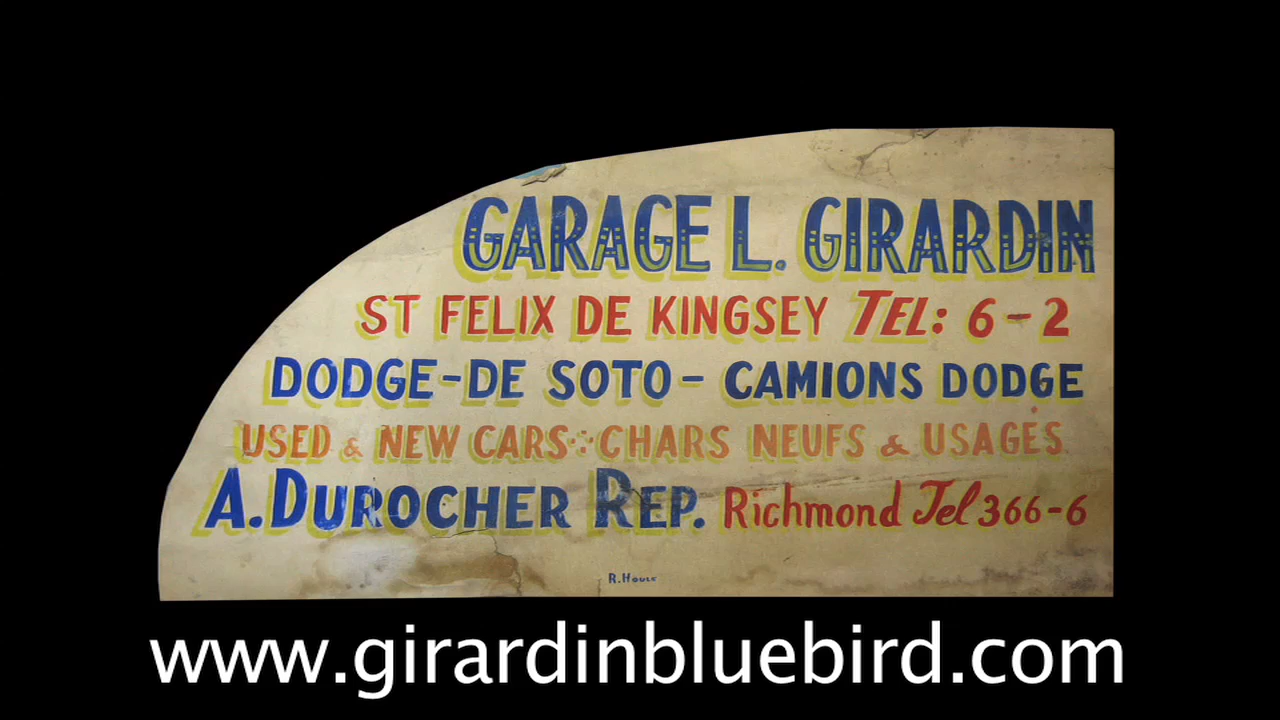 GARAGE L. GIRARDIN
ST FELIX DE KINGSEY TEL: 6-2
DODGE-DE SOTO- CAMIONS DODGE
USED & NEW CARS CHARS NEUFS & USAGÉS
A. DUROCHER REP. Richmond Tel 366-6
R. HOULE
www.girardinbluebird.com